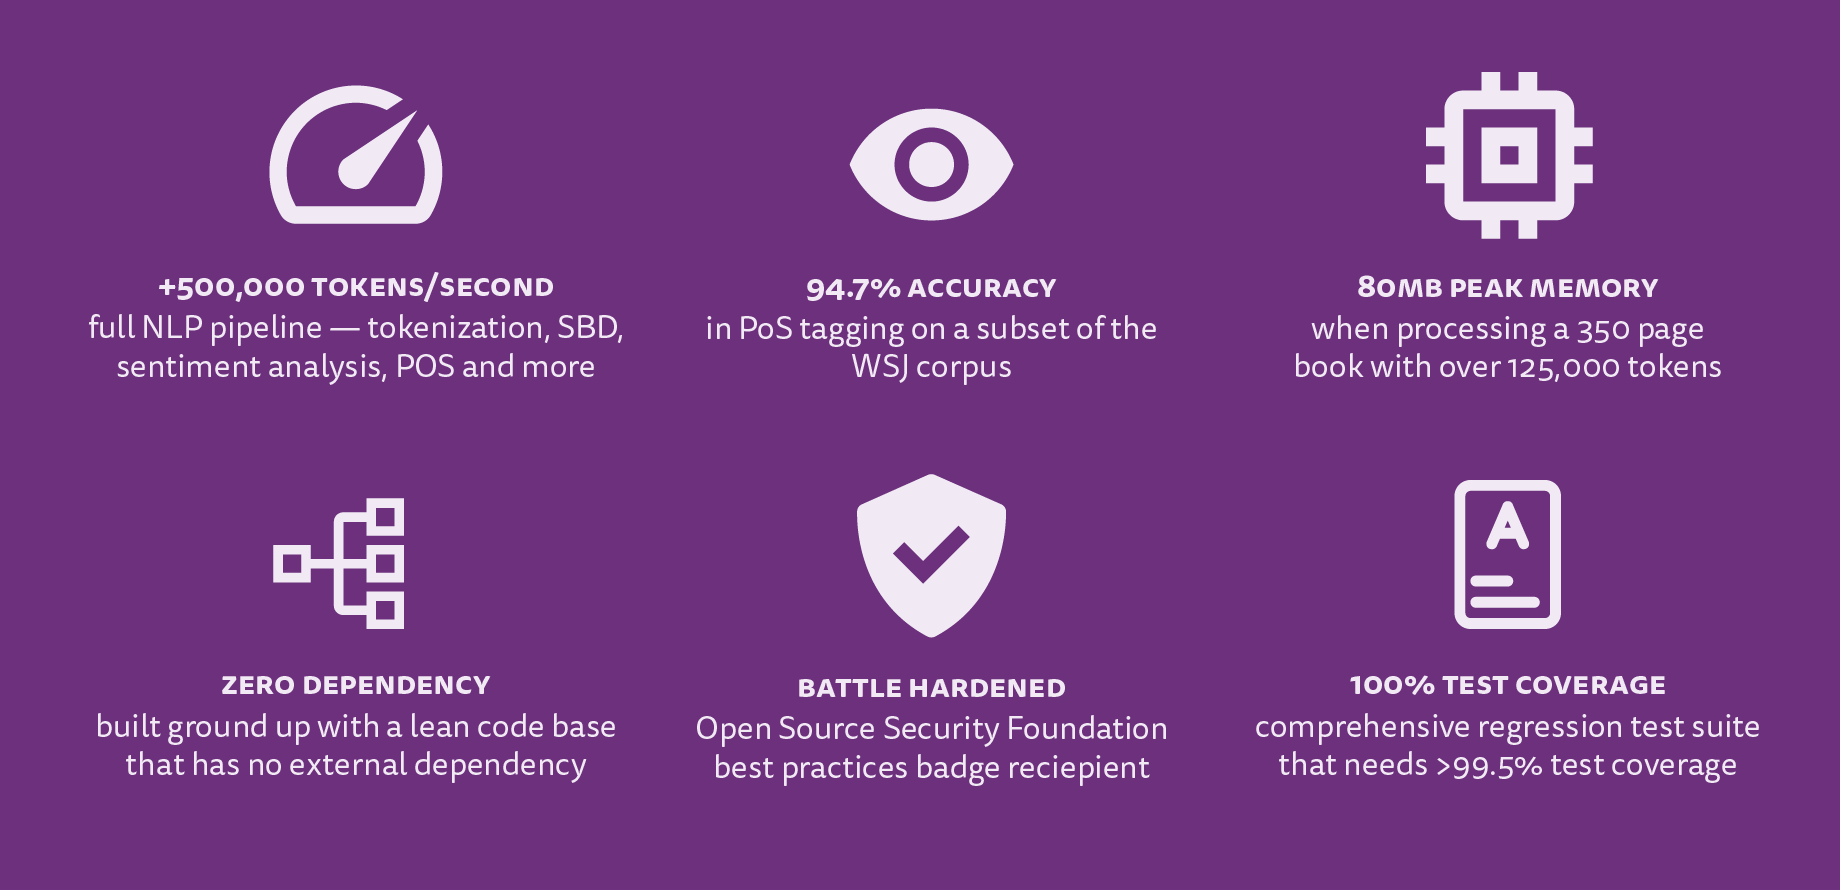 +500,000 TOKENS/SECOND
full NLP pipeline — tokenization, SBD,
sentiment analysis, POS and more
94.7% ACCURACY
in PoS tagging on a subset of the
WSJ corpus
80MB PEAK MEMORY
when processing a 350 page
book with over 125,000 tokens
ZERO DEPENDENCY
built ground up with a lean code base
that has no external dependency
BATTLE HARDENED
Open Source Security Foundation
best practices badge reciepient
A
100% TEST COVERAGE
comprehensive regression test suite
that needs >99.5% test coverage